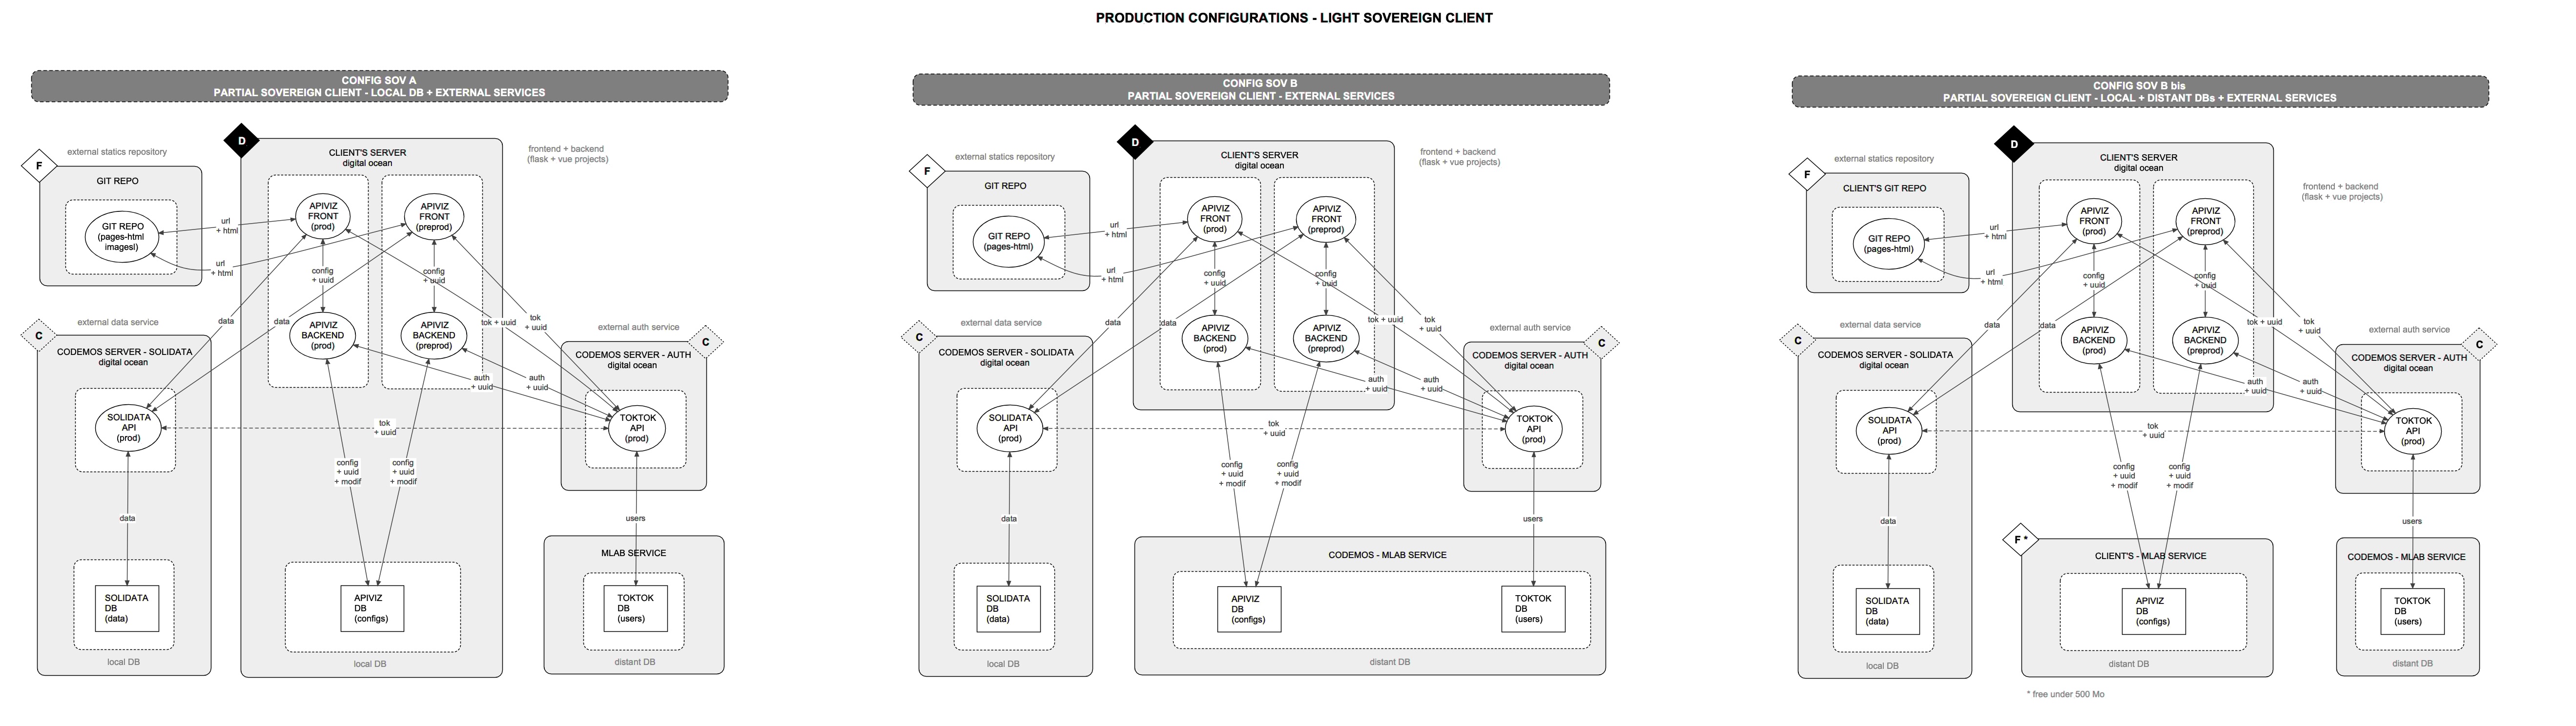 PRODUCTION CONFIGURATIONS - LIGHT SOVEREIGN CLIENT
CONFIG SOV A
PARTIAL SOVEREIGN CLIENT - LOCAL DB + EXTERNAL SERVICES
D
F
external statics repository
frontend + backend
(flask + vue projects)
CLIENT'S SERVER
digital ocean
GIT REPO
GIT REPO
(pages-html
imagesl)
APIVIZ
FRONT
(prod)
APIVIZ
FRONT
(preprod)
url
+ html
url
+ html
config
+ uuid
config
+ uuid
data
data
tok + uuid
tok
+ uuid
APIVIZ
BACKEND
(prod)
APIVIZ
BACKEND
(preprod)
C
external data service
CODEMOS SERVER - SOLIDATA
digital ocean
external auth service
C
CODEMOS SERVER - AUTH
digital ocean
auth
+ uuid
auth
+ uuid
SOLIDATA
API
(prod)
tok
+ uuid
TOKTOK
API
(prod)
config
+ uuid
+ modif
config
+ uuid
+ modif
data
users
MLAB SERVICE
SOLIDATA
DB
(data)
APIVIZ
DB
(configs)
TOKTOK
DB
(users)
local DB
local DB
distant DB
CONFIG SOV B
PARTIAL SOVEREIGN CLIENT - EXTERNAL SERVICES
D
F
external statics repository
frontend + backend
(flask + vue projects)
CLIENT'S SERVER
digital ocean
GIT REPO
GIT REPO
(pages-html)
APIVIZ
FRONT
(prod)
APIVIZ
FRONT
(preprod)
url
+ html
url
+ html
config
+ uuid
config
+ uuid
data
data
tok + uuid
tok
+ uuid
APIVIZ
BACKEND
(prod)
APIVIZ
BACKEND
(preprod)
C
external data service
CODEMOS SERVER - SOLIDATA
digital ocean
external auth service
C
CODEMOS SERVER - AUTH
digital ocean
auth
+ uuid
auth
+ uuid
SOLIDATA
API
(prod)
tok
+ uuid
TOKTOK
API
(prod)
config
+ uuid
+ modif
config
+ uuid
+ modif
data
users
CODEMOS - MLAB SERVICE
SOLIDATA
DB
(data)
APIVIZ
DB
(configs)
TOKTOK
DB
(users)
local DB
distant DB
CONFIG SOV B bis
PARTIAL SOVEREIGN CLIENT - LOCAL + DISTANT DBs + EXTERNAL SERVICES
D
F
external statics repository
frontend + backend
(flask + vue projects)
CLIENT'S SERVER
digital ocean
CLIENT'S GIT REPO
GIT REPO
(pages-html)
APIVIZ
FRONT
(prod)
APIVIZ
FRONT
(preprod)
url
+ html
url
+ html
config
+ uuid
config
+ uuid
data
data
tok + uuid
tok
+ uuid
APIVIZ
BACKEND
(prod)
APIVIZ
BACKEND
(preprod)
C
external data service
CODEMOS SERVER - SOLIDATA
digital ocean
external auth service
C
CODEMOS SERVER - AUTH
digital ocean
auth
+ uuid
auth
+ uuid
SOLIDATA
API
(prod)
tok
+ uuid
TOKTOK
API
(prod)
config
+ uuid
+ modif
config
+ uuid
+ modif
data
users
F *
CLIENT'S - MLAB SERVICE
CODEMOS - MLAB SERVICE
SOLIDATA
DB
(data)
APIVIZ
DB
(configs)
TOKTOK
DB
(users)
local DB
distant DB
distant DB
* free under 500 Mo